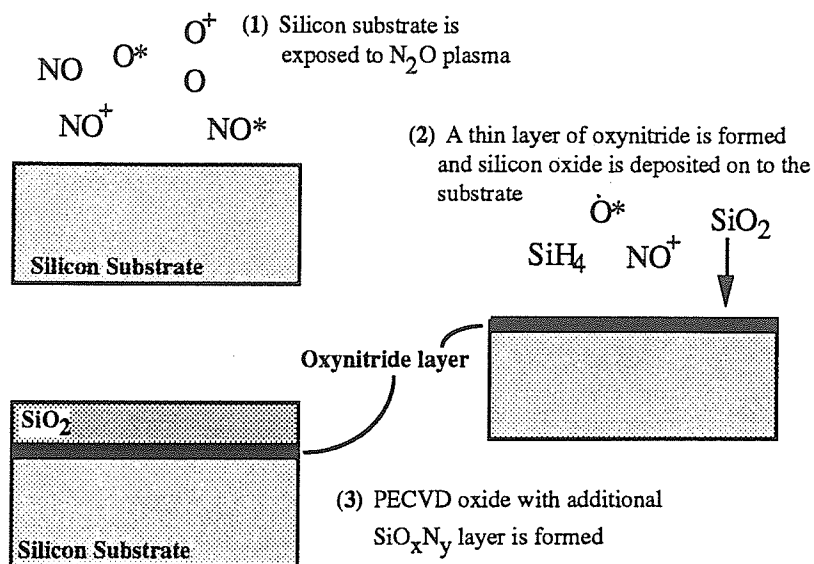 (1) Silicon substrate is
exposed to N₂O plasma
O⁺
NO O*
O
NO⁺ NO*
Silicon Substrate
(2) A thin layer of oxynitride is formed
and silicon oxide is deposited on to the
substrate
O*
SiO₂
SiH₄ NO⁺
Oxynitride layer
SiO₂
Silicon Substrate
(3) PECVD oxide with additional
SiOₓNy layer is formed